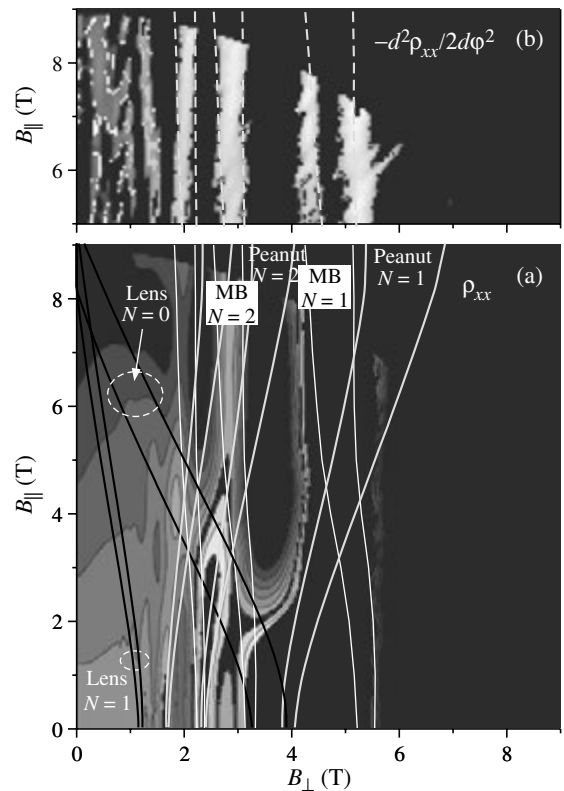 8
6
B∥ (T)
−d²ρxx/2dφ² (b)
Peanut
N = 2
Peanut
N = 1
(a)
ρxx
Lens
N = 0
MB
N = 2
MB
N = 1
Lens
N = 1
8
6
4
2
0
B∥ (T)
0 2 4 6 8
B⊥ (T)